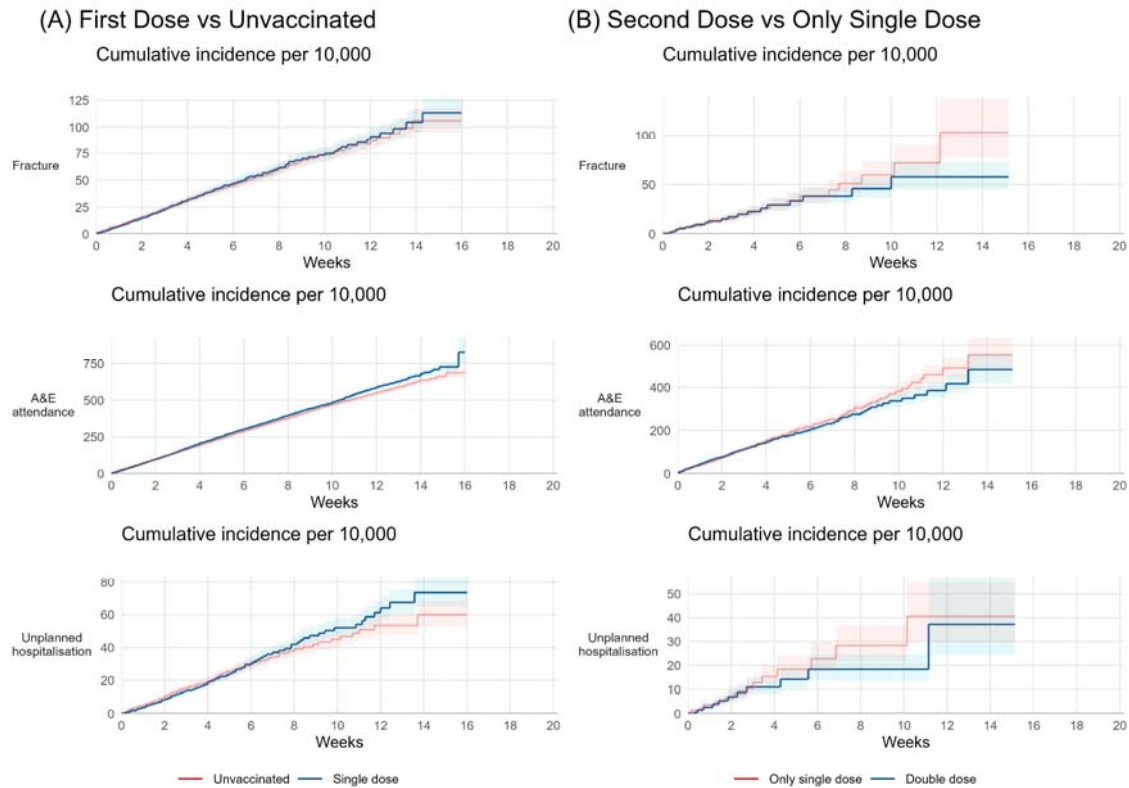 (A) First Dose vs Unvaccinated
Cumulative incidence per 10,000
125
100
75
50
25
0
Fracture
0 2 4 6 8 10 12 14 16 18 20
Weeks
Cumulative incidence per 10,000
750
500
250
0
A&E
attendance
0 2 4 6 8 10 12 14 16 18 20
Weeks
Cumulative incidence per 10,000
80
60
40
20
0
Unplanned
hospitalisation
0 2 4 6 8 10 12 14 16 18 20
Weeks
Unvaccinated Single dose
(B) Second Dose vs Only Single Dose
Cumulative incidence per 10,000
100
50
0
Fracture
0 2 4 6 8 10 12 14 16 18 20
Weeks
Cumulative incidence per 10,000
600
400
200
0
A&E
attendance
0 2 4 6 8 10 12 14 16 18 20
Weeks
Cumulative incidence per 10,000
50
40
30
20
10
0
Unplanned
hospitalisation
0 2 4 6 8 10 12 14 16 18 20
Weeks
Only single dose Double dose